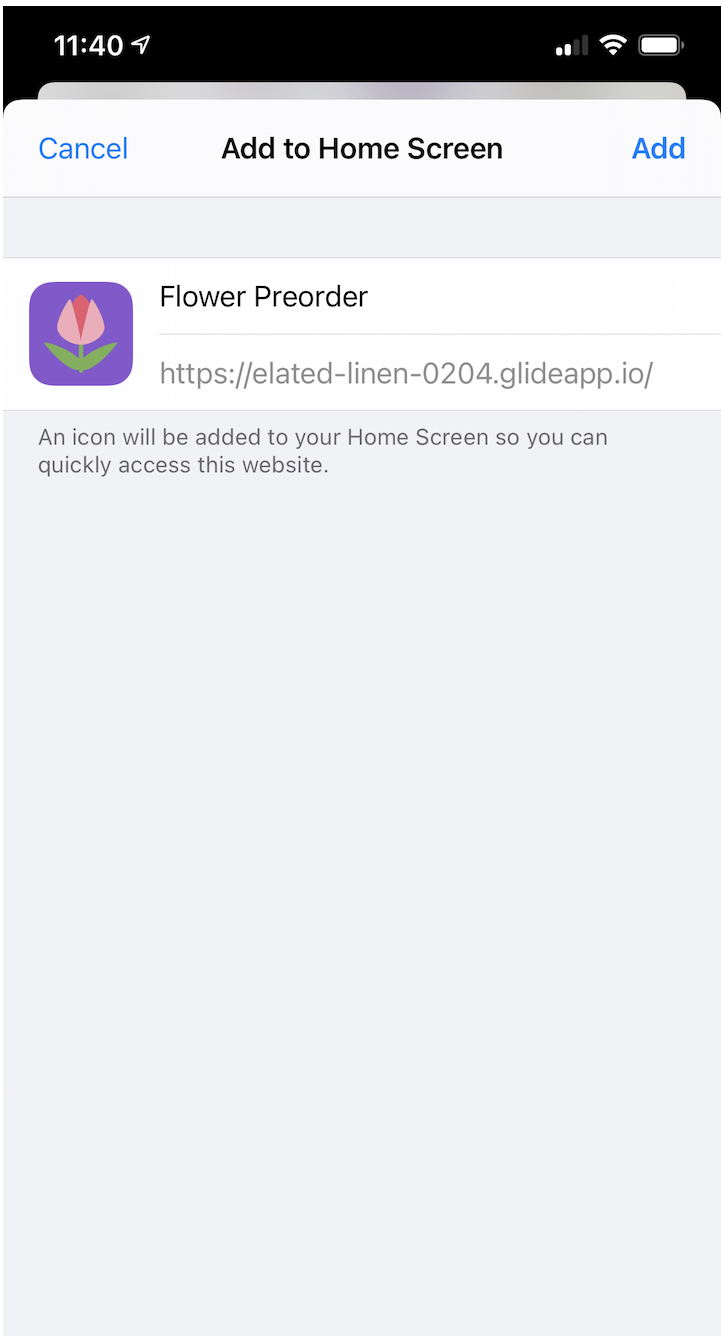 11:40
Cancel Add to Home Screen Add
Flower Preorder
https://elated-linen-0204.glideapp.io/
An icon will be added to your Home Screen so you can
quickly access this website.